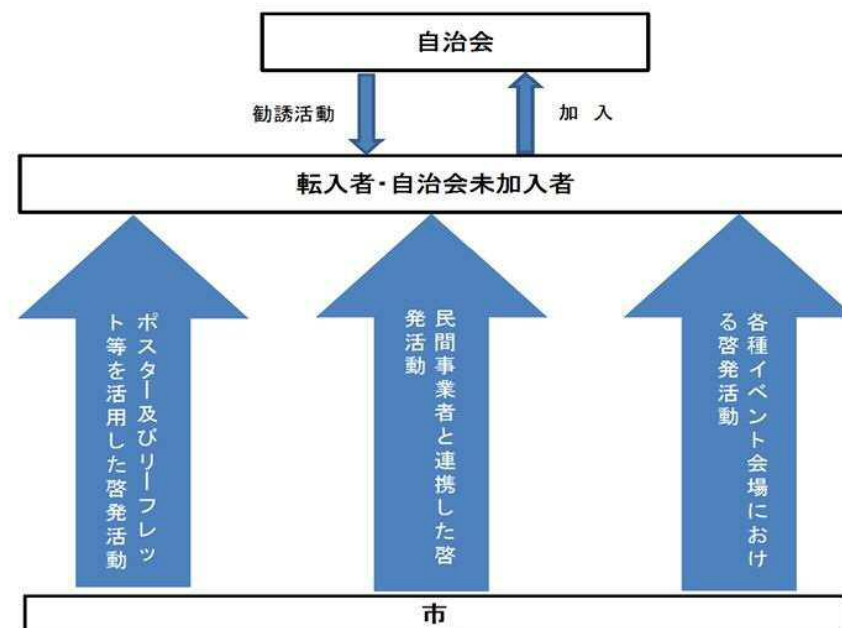 自治会
勧誘活動
加 入
転入者・自治会未加入者
ポスター及びリーフレッ
ト等を活用した啓発活動
民間事業者と連携した啓
発活動
各種イベント会場におけ
る啓発活動
市